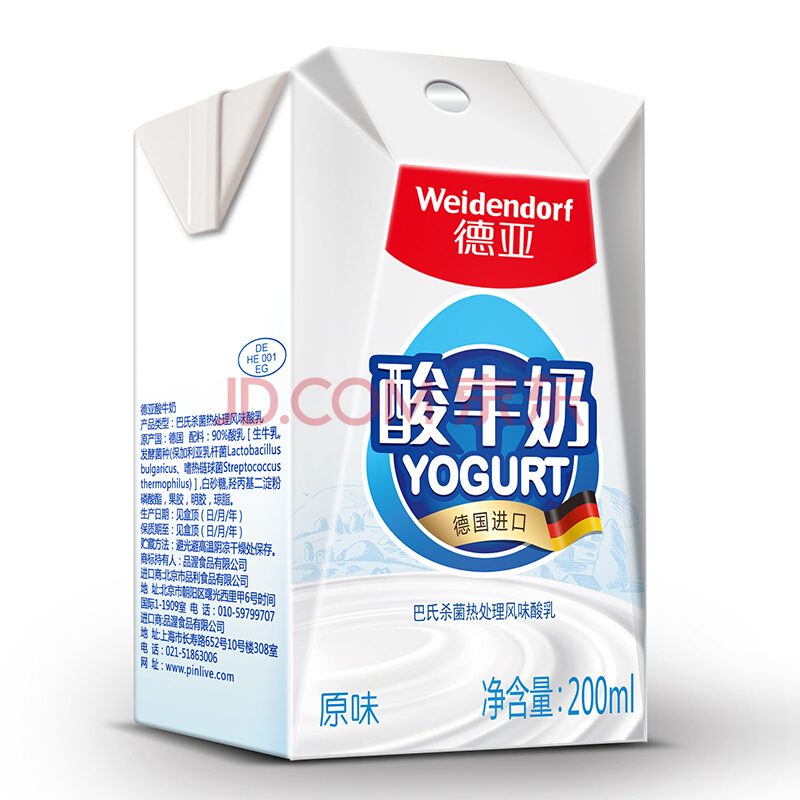 Weidendorf
德亚
酸牛奶
YOGURT
德国进口
巴氏杀菌热处理风味酸乳
原味
净含量:200ml
DE
HE 001
EG
德亚酸牛奶
产品类型:巴氏杀菌热处理风味酸乳
原产国:德国 配料:90%酸乳[生牛乳,
发酵菌种(保加利亚乳杆菌Lactobacillus
bulgaricus、嗜热链球菌Streptococcus
thermophilus)],白砂糖,羟丙基二淀粉
磷酸酯,果胶,明胶,琼脂。
生产日期:见盒顶(日/月/年)
保质期至:见盒顶(日/月/年)
贮藏方法:避光避高温阴凉干燥处保存。
商标持有人:品渥食品有限公司
进口商:北京市品利食品有限公司
地 址:北京市朝阳区曙光西里甲6号时间
国际1-1909室 电 话:010-59799707
进口商:品渥食品有限公司
地 址:上海市长寿路652号10号楼308室
电 话:021-51863006
网 址:www.pinlive.com
JD.COM 京东